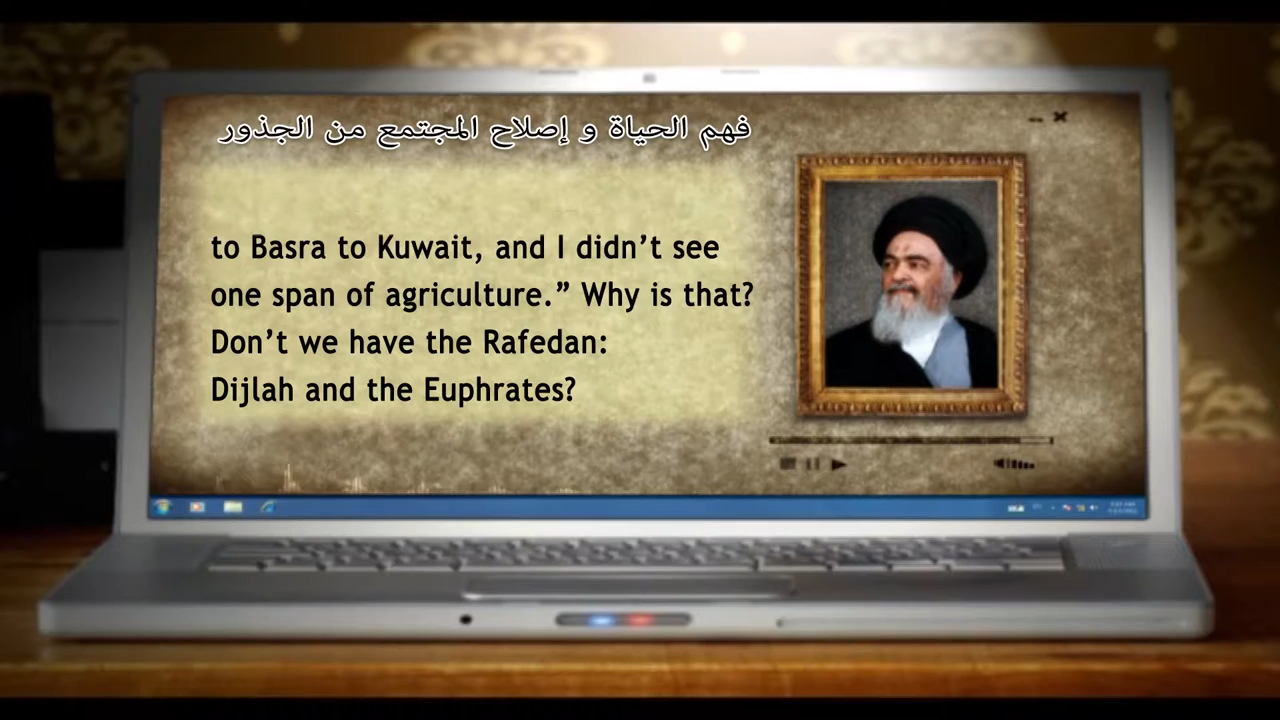 فهم الحياة و إصلاح المجتمع من الجذور
to Basra to Kuwait, and I didn't see
one span of agriculture.” Why is that?
Don't we have the Rafedan:
Dijlah and the Euphrates?